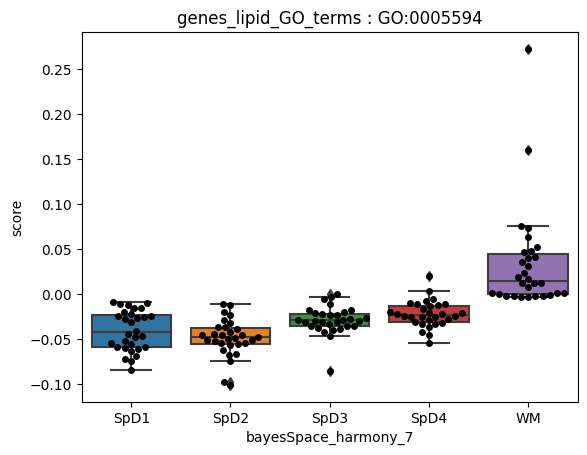 genes_lipid_GO_terms : GO:0005594
0.25
0.20
0.15
0.10
0.05
0.00
−0.05
−0.10
score
SpD1 SpD2 SpD3 SpD4 WM
bayesSpace_harmony_7